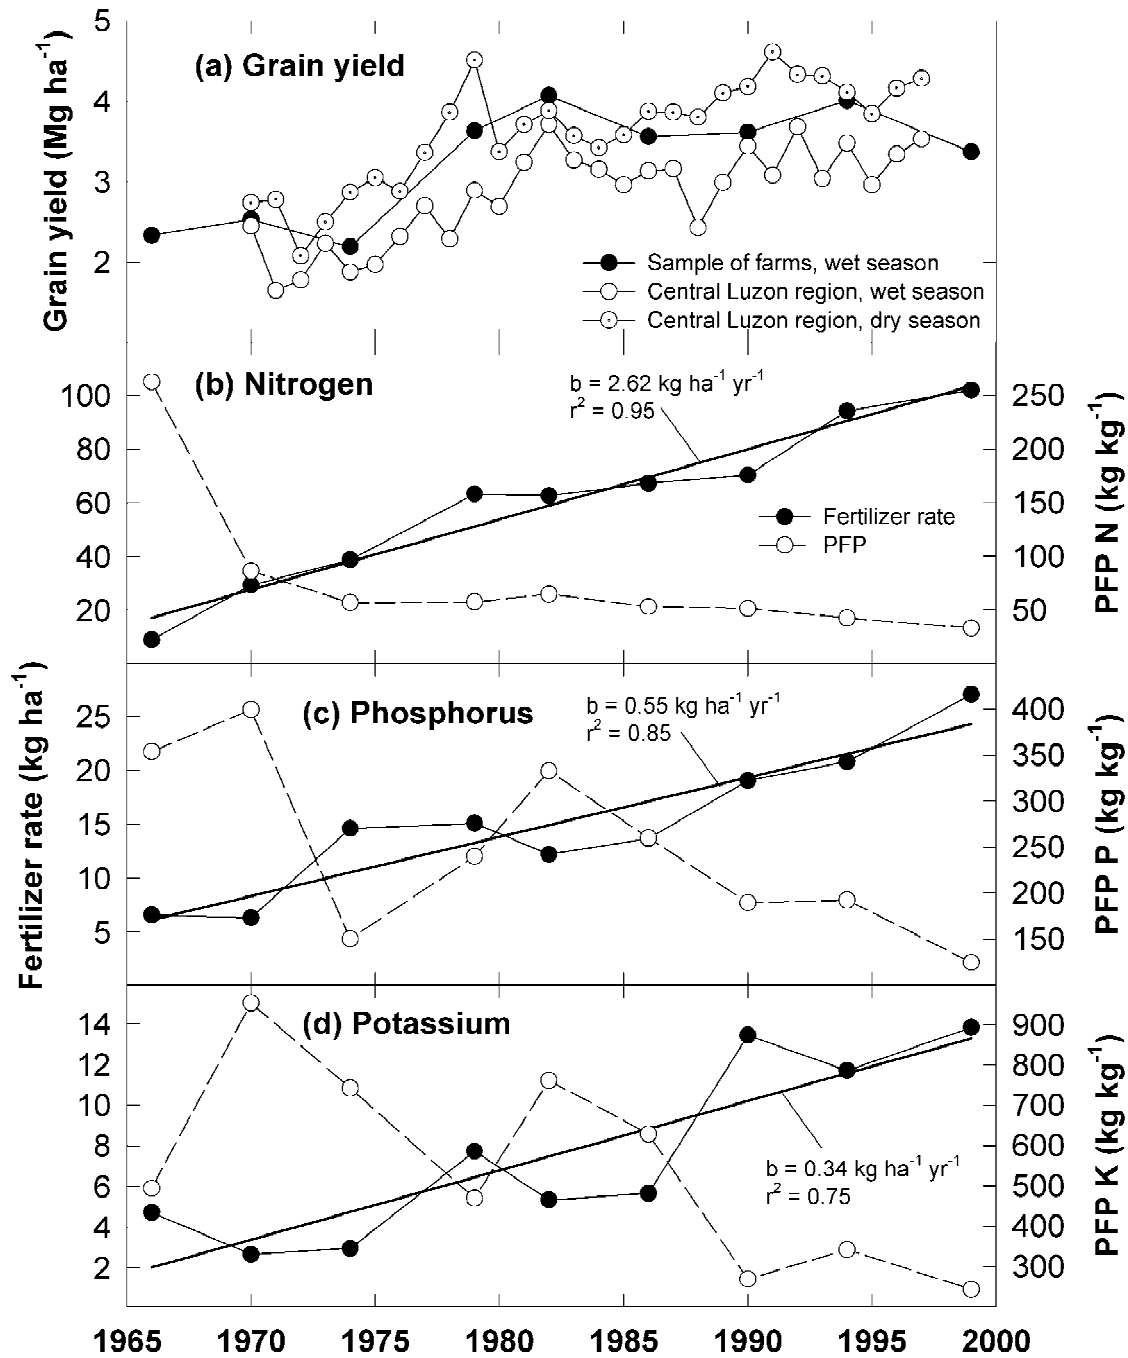 (a) Grain yield
Grain yield (Mg ha-1)
5
4
3
2
Sample of farms, wet season
Central Luzon region, wet season
Central Luzon region, dry season
(b) Nitrogen
b = 2.62 kg ha-1 yr-1
r2 = 0.95
100
80
60
40
20
250
200
150
100
50
PFP N (kg kg-1)
Fertilizer rate
PFP
Fertilizer rate (kg ha-1)
(c) Phosphorus
b = 0.55 kg ha-1 yr-1
r2 = 0.85
25
20
15
10
5
400
350
300
250
200
150
PFP P (kg kg-1)
(d) Potassium
14
12
10
8
6
4
2
b = 0.34 kg ha-1 yr-1
r2 = 0.75
900
800
700
600
500
400
300
PFP K (kg kg-1)
1965 1970 1975 1980 1985 1990 1995 2000